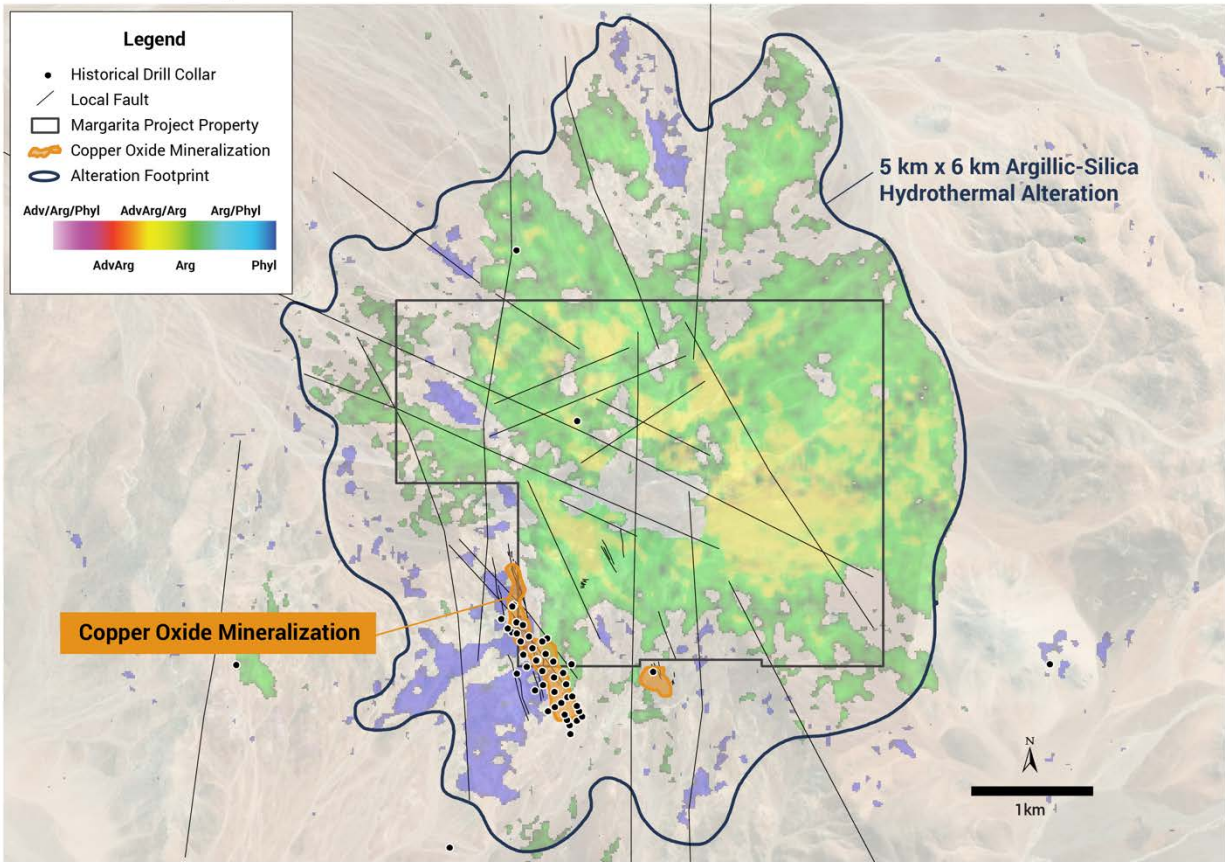 Legend
Historical Drill Collar
Local Fault
Margarita Project Property
Copper Oxide Mineralization
Alteration Footprint
Adv/Arg/Phyl AdvArg/Arg Arg/Phyl
AdvArg Arg Phyl
5 km x 6 km Argillic-Silica
Hydrothermal Alteration
Copper Oxide Mineralization
N
1km